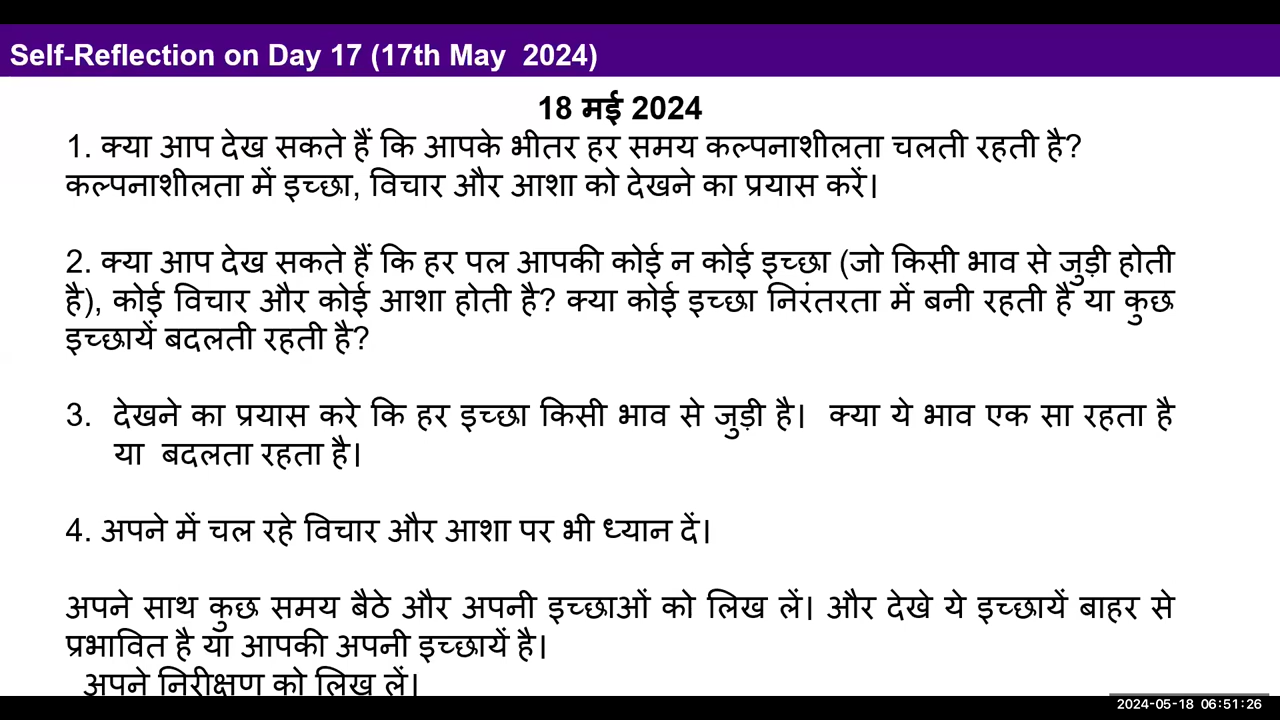 Self-Reflection on Day 17 (17th May  2024)
18 मई 2024
1. क्या आप देख सकते हैं कि आपके भीतर हर समय कल्पनाशीलता चलती रहती है?
कल्पनाशीलता में इच्छा, विचार और आशा को देखने का प्रयास करें।
2. क्या आप देख सकते हैं कि हर पल आपकी कोई न कोई इच्छा (जो किसी भाव से जुड़ी होती
है), कोई विचार और कोई आशा होती है? क्या कोई इच्छा निरंतरता में बनी रहती है या कुछ
इच्छायें बदलती रहती है?
3. देखने का प्रयास करे कि हर इच्छा किसी भाव से जुड़ी है। क्या ये भाव एक सा रहता है
या बदलता रहता है।
4. अपने में चल रहे विचार और आशा पर भी ध्यान दें।
अपने साथ कुछ समय बैठे और अपनी इच्छाओं को लिख लें। और देखे ये इच्छायें बाहर से
प्रभावित है या आपकी अपनी इच्छायें है।
अपने निरीक्षण को लिख लें।
2024-05-18 06:51:26